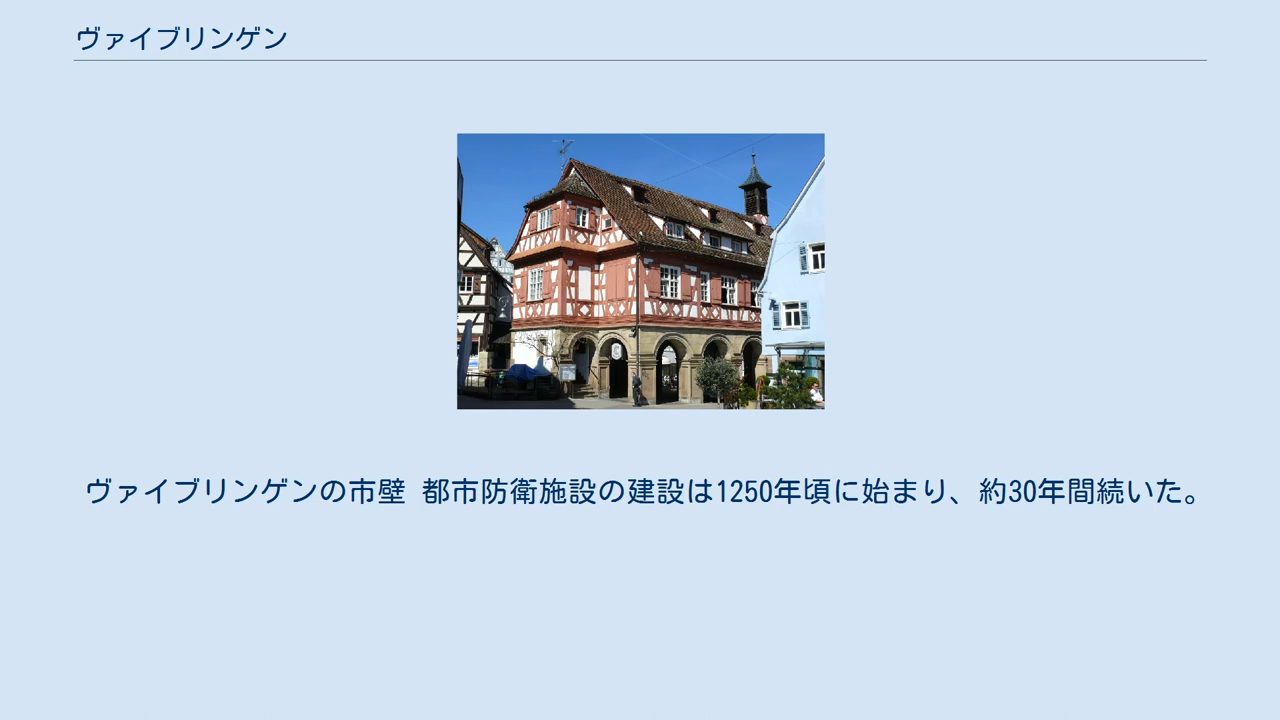 ヴァイブリンゲン
ヴァイブリンゲンの市壁 都市防衛施設の建設は1250年頃に始まり、約30年間続いた。